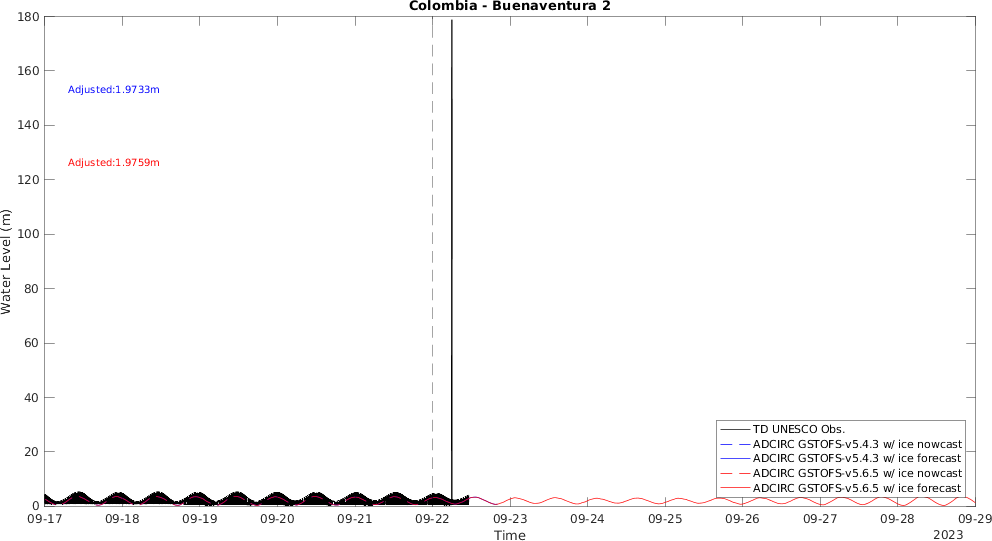 Colombia - Buenaventura 2
180
160
140
120
100
80
60
40
20
0
Water Level (m)
Adjusted:1.9733m
Adjusted:1.9759m
TD UNESCO Obs.
ADCIRC GSTOFS-v5.4.3 w/ ice nowcast
ADCIRC GSTOFS-v5.4.3 w/ ice forecast
ADCIRC GSTOFS-v5.6.5 w/ ice nowcast
ADCIRC GSTOFS-v5.6.5 w/ ice forecast
09-17 09-18 09-19 09-20 09-21 09-22 09-23 09-24 09-25 09-26 09-27 09-28 09-29
Time
2023